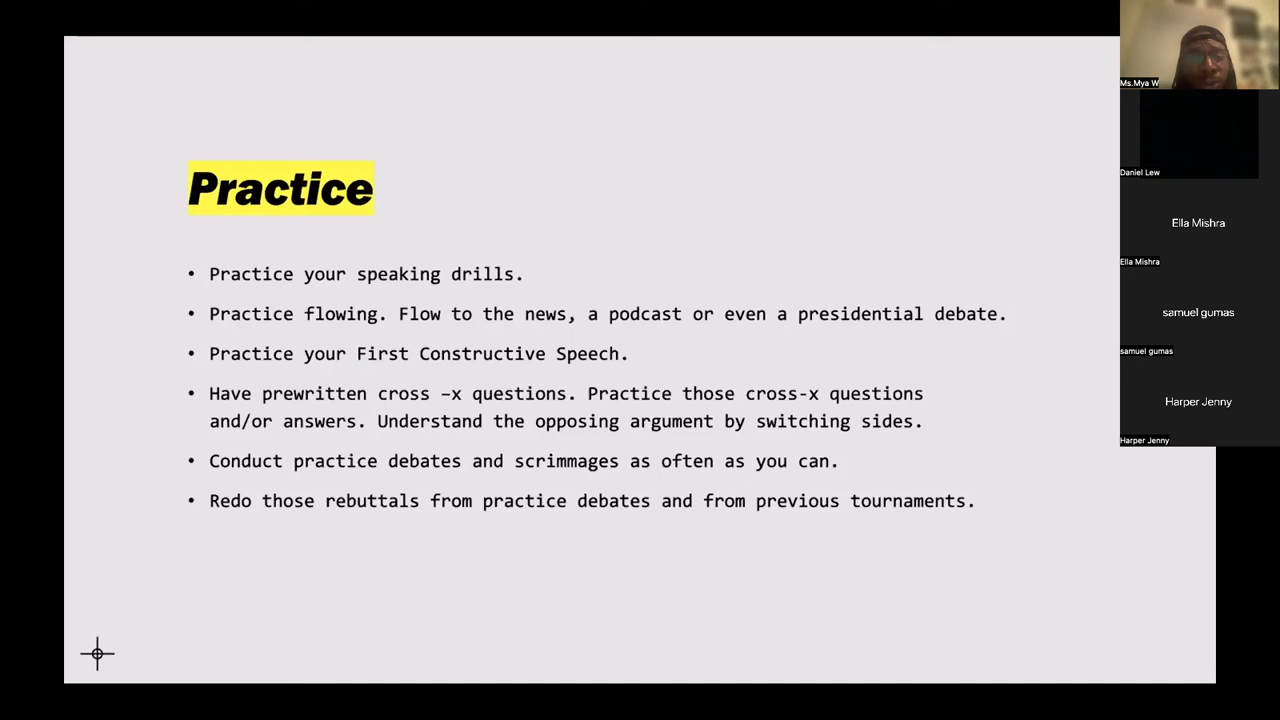 Practice
• Practice your speaking drills.
• Practice flowing. Flow to the news, a podcast or even a presidential debate.
• Practice your First Constructive Speech.
• Have prewritten cross –x questions. Practice those cross-x questions
and/or answers. Understand the opposing argument by switching sides.
• Conduct practice debates and scrimmages as often as you can.
• Redo those rebuttals from practice debates and from previous tournaments.
Ms.Mya W
Daniel Lew
Ella Mishra
Ella Mishra
samuel gumas
samuel gumas
Harper Jenny
Harper Jenny